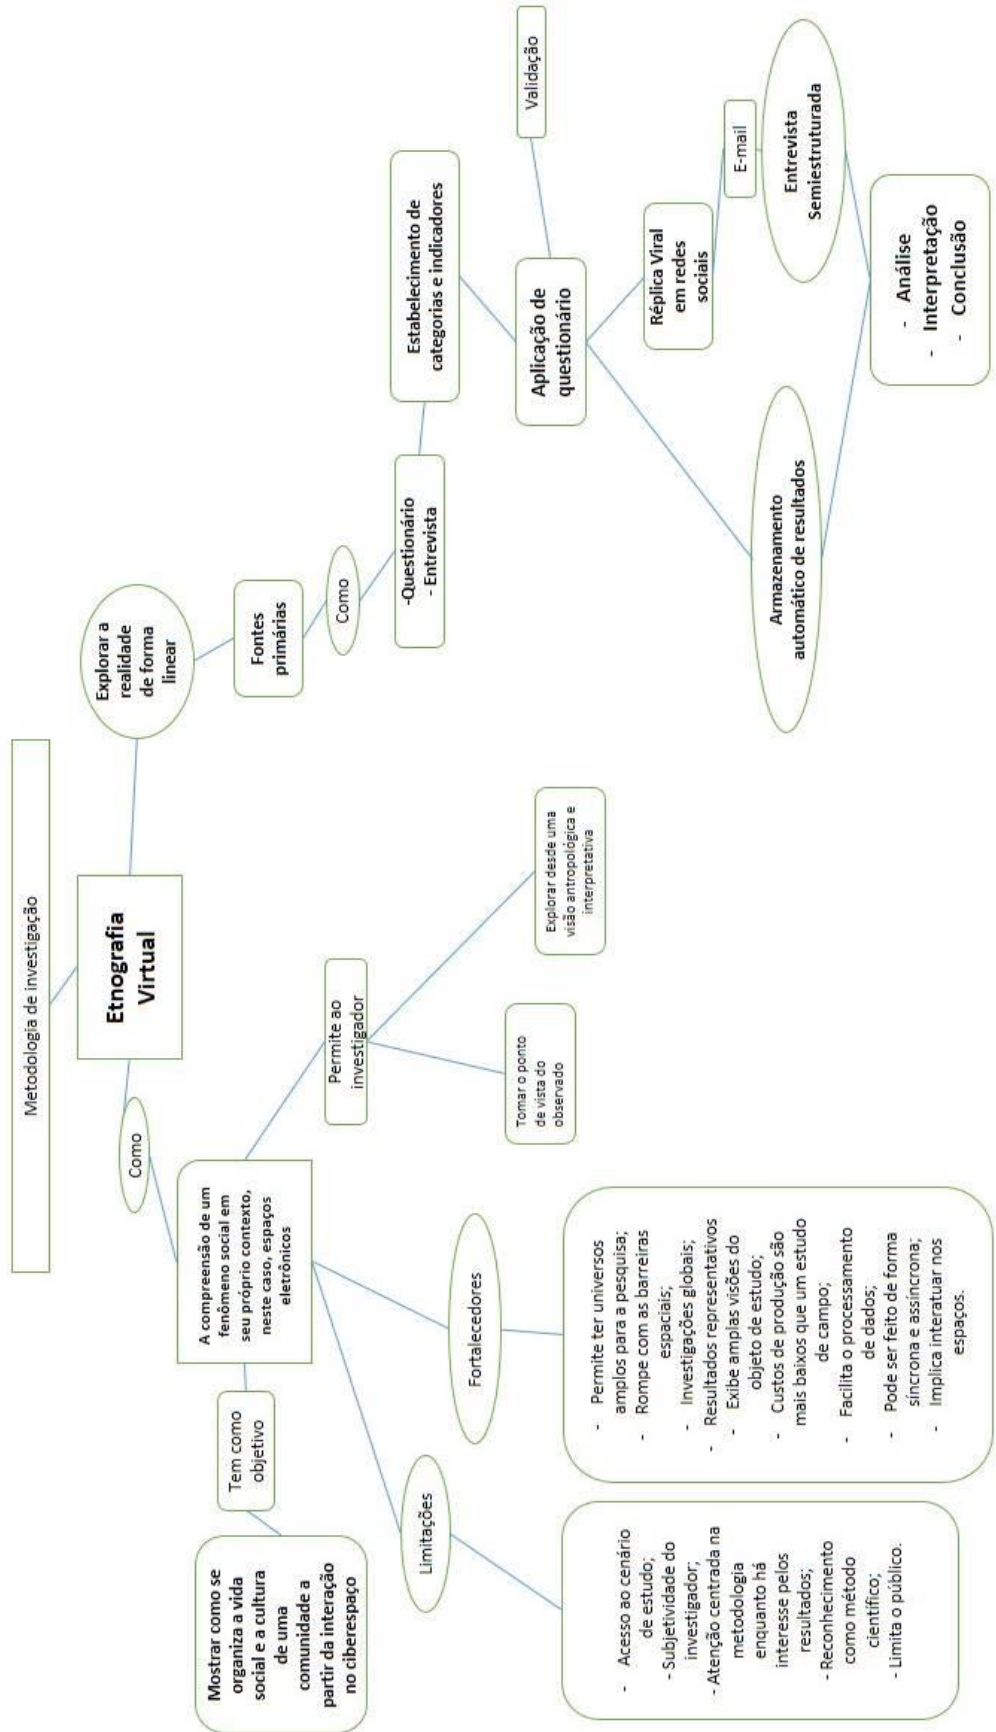 Metodologia de investigação
Etnografia
Virtual
Como
A compreensão de um
fenômeno social em
seu próprio contexto,
neste caso, espaços
eletrônicos
Tem como
objetivo
Mostrar como se
organiza a vida
social e a cultura
de uma
comunidade a
partir da interação
no ciberespaço
Limitações
- Acesso ao cenário
de estudo;
- Subjetividade do
investigador;
- Atenção centrada na
metodologia
enquanto há
interesse pelos
resultados;
- Reconhecimento
como método
científico;
- Limita o público.
Fortalecedores
- Permite ter universos
amplos para a pesquisa;
- Rompe com as barreiras
espaciais;
- Investigações globais;
- Resultados representativos
- Exibe amplas visões do
objeto de estudo;
- Custos de produção são
mais baixos que um estudo
de campo;
- Facilita o processamento
de dados;
- Pode ser feito de forma
síncrona e assíncrona;
- Implica interatuar nos
espaços.
Permite ao
investigador
Tomar o ponto
de vista do
observado
Explorar desde uma
visão antropológica e
interpretativa
Explorar a
realidade
de forma
linear
Fontes
primárias
Como
-Questionário
- Entrevista
Estabelecimento de
categorias e indicadores
Aplicação de
questionário
Validação
Réplica Viral
em redes
sociais
E-mail
Entrevista
Semiestruturada
Armazenamento
automático de resultados
- Análise
- Interpretação
- Conclusão